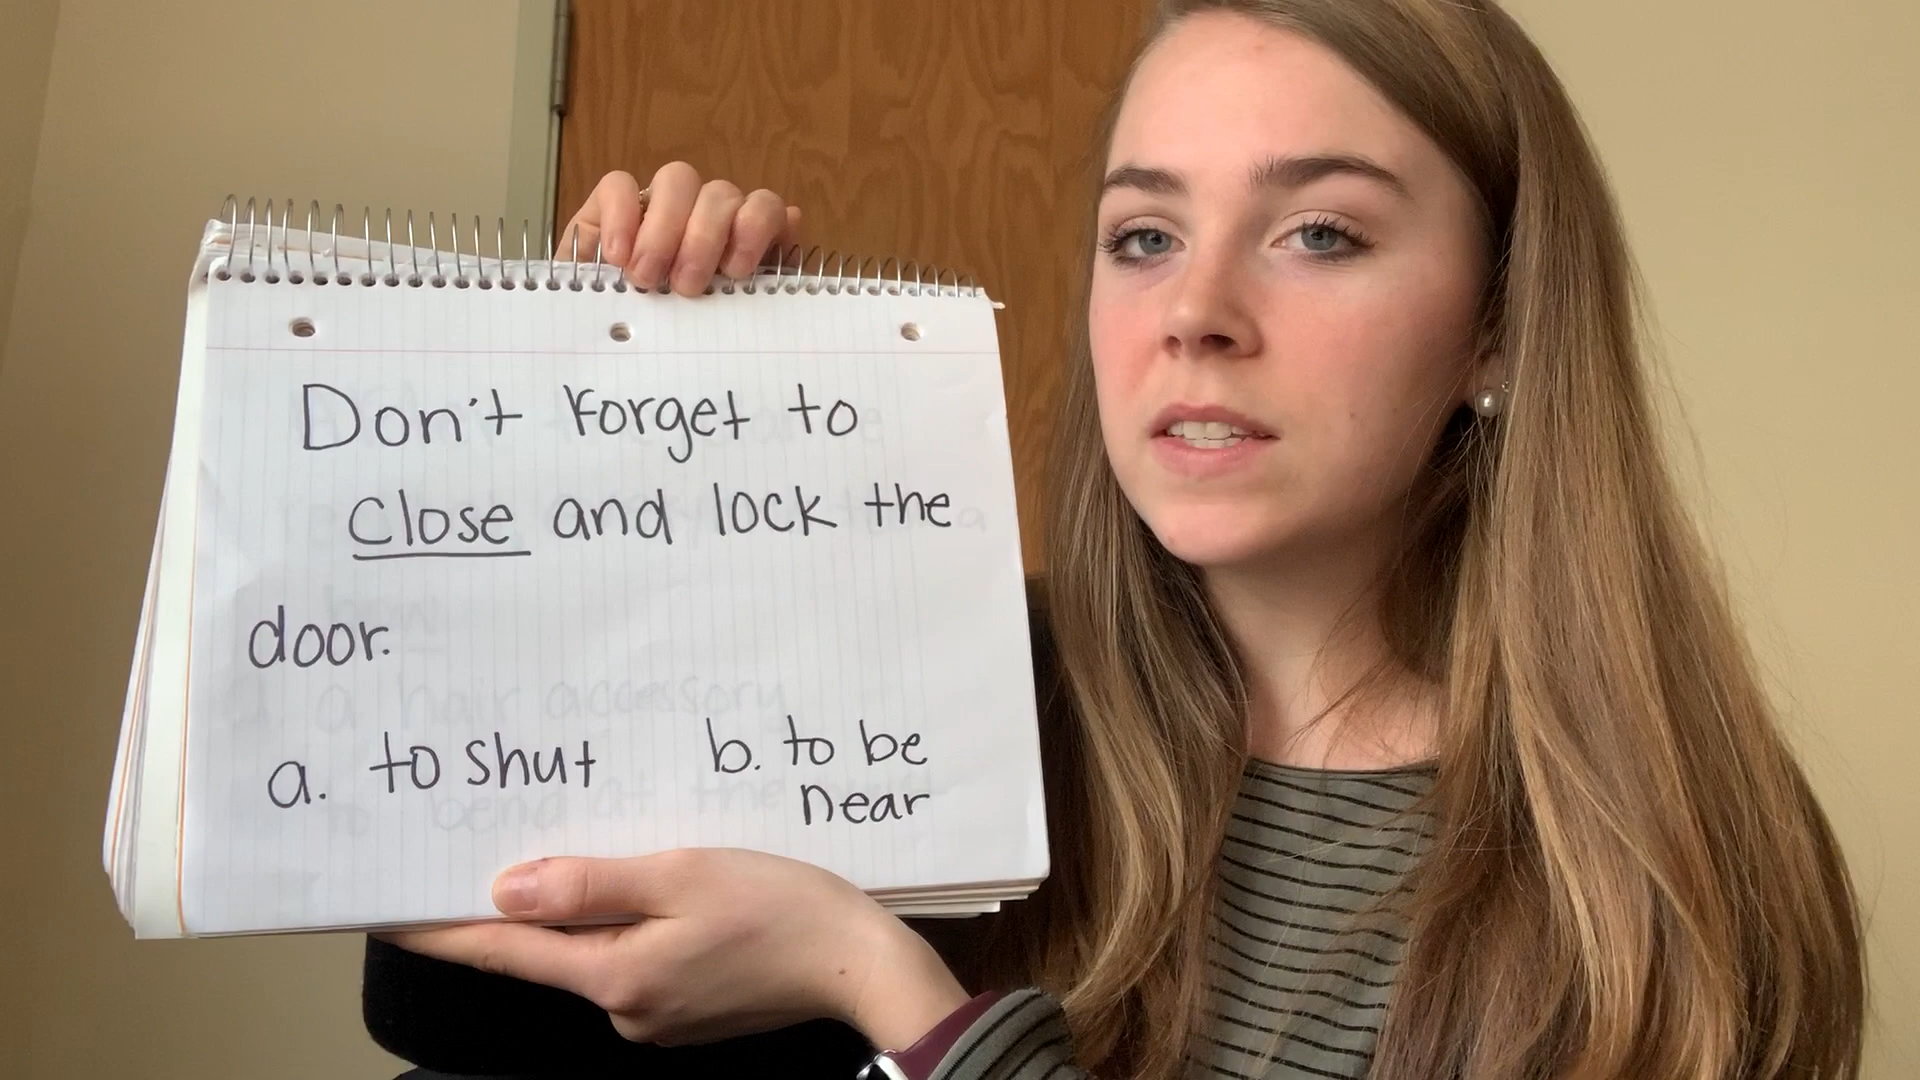 Don't Forget to
close and lock the
door.
a. to shut b. to be
near